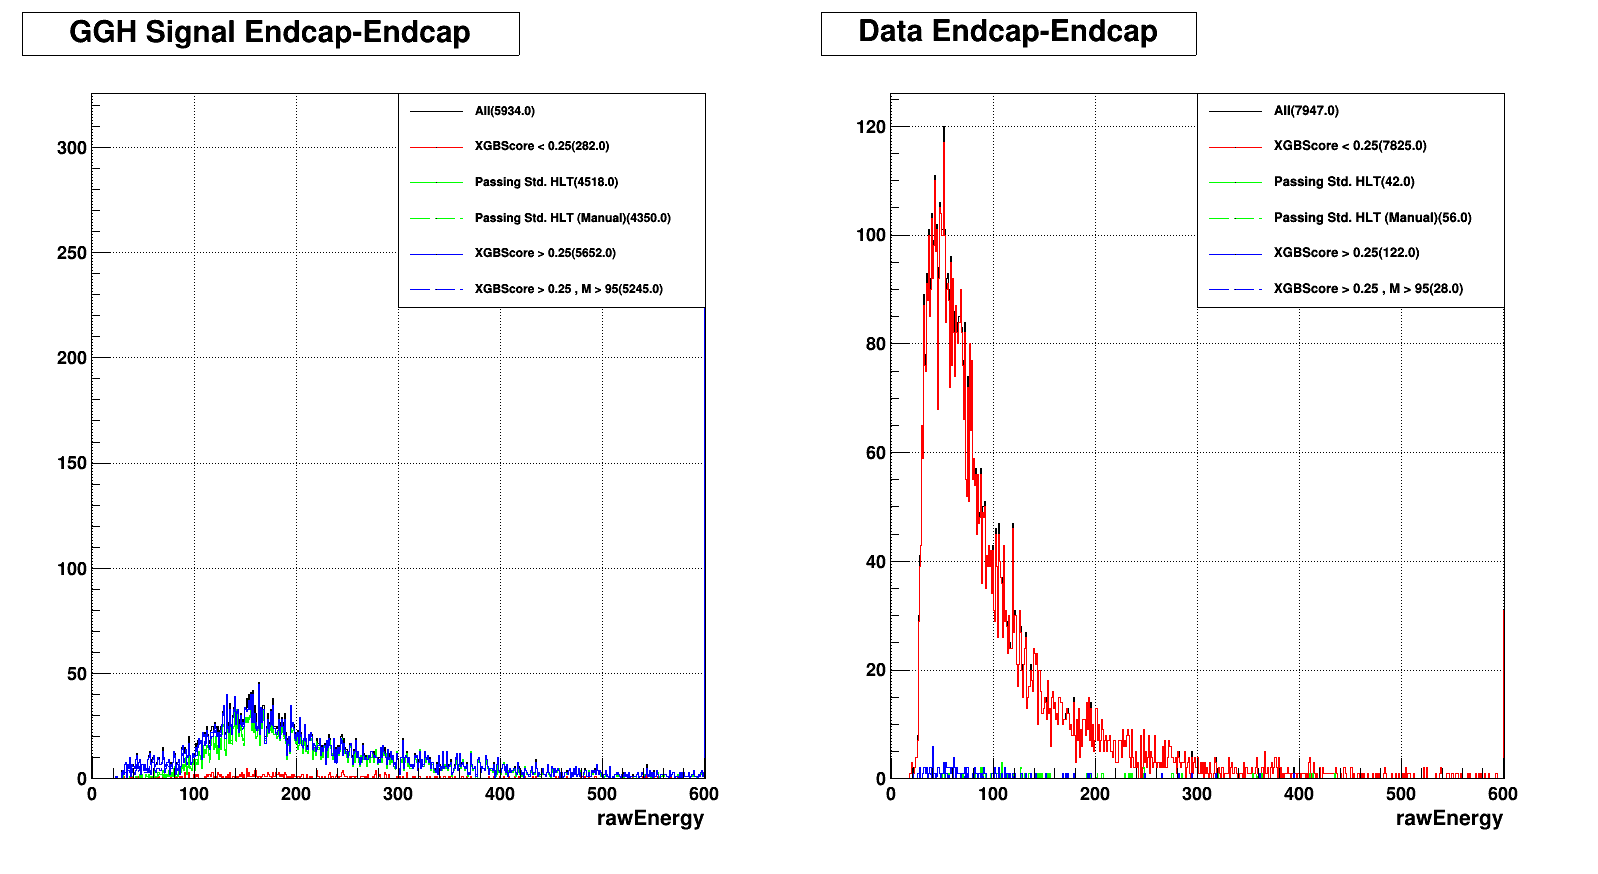 GGH Signal Endcap-Endcap
All(5934.0)
XGBScore < 0.25(282.0)
Passing Std. HLT(4518.0)
Passing Std. HLT (Manual)(4350.0)
XGBScore > 0.25(5652.0)
XGBScore > 0.25 , M > 95(5245.0)
300
250
200
150
100
50
0
0 100 200 300 400 500 600
rawEnergy
Data Endcap-Endcap
All(7947.0)
XGBScore < 0.25(7825.0)
Passing Std. HLT(42.0)
Passing Std. HLT (Manual)(56.0)
XGBScore > 0.25(122.0)
XGBScore > 0.25 , M > 95(28.0)
120
100
80
60
40
20
0
0 100 200 300 400 500 600
rawEnergy